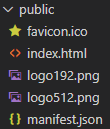 public
favicon.ico
index.html
logo192.png
logo512.png
manifest.json